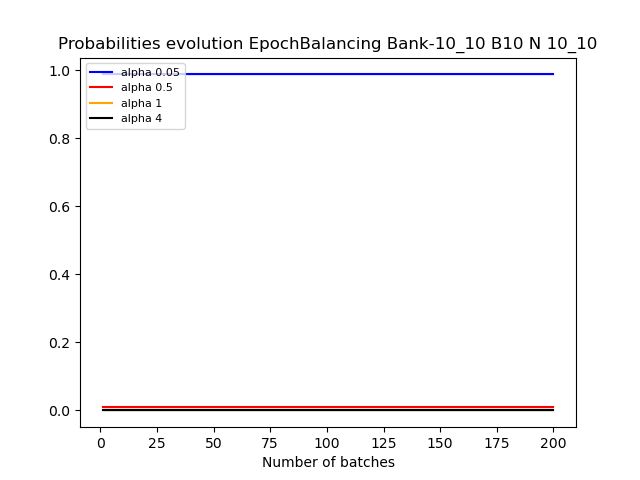 Probabilities evolution EpochBalancing Bank-10_10 B10 N 10_10
alpha 0.05
alpha 0.5
alpha 1
alpha 4
1.0
0.8
0.6
0.4
0.2
0.0
0 25 50 75 100 125 150 175 200
Number of batches